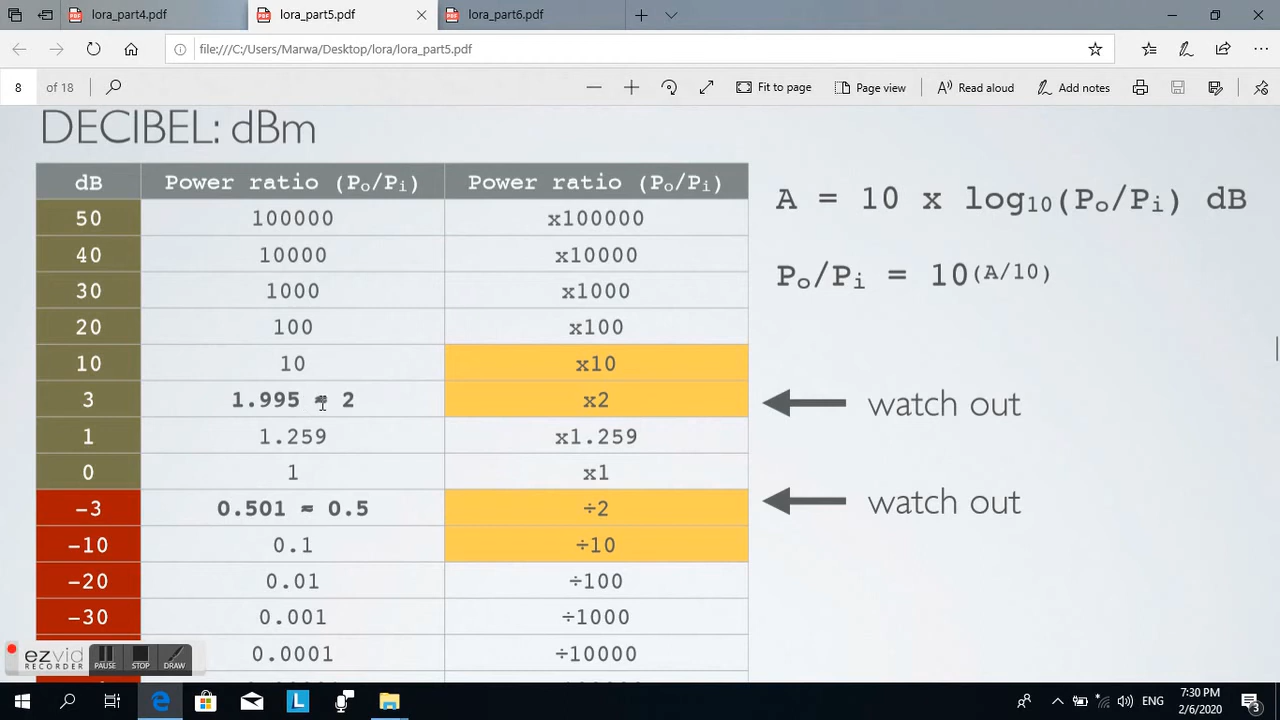 lora_part4.pdf lora_part5.pdf lora_part6.pdf
file:///C:/Users/Marwa/Desktop/lora/lora_part5.pdf
8 of 18 Fit to page Page view Read aloud Add notes
DECIBEL: dBm
dB Power ratio (Po/Pi) Power ratio (Po/Pi)
50 100000 x100000
40 10000 x10000
30 1000 x1000
20 100 x100
10 10 x10
3 1.995 ≈ 2 x2
1 1.259 x1.259
0 1 x1
-3 0.501 ≈ 0.5 ÷2
-10 0.1 ÷10
-20 0.01 ÷100
-30 0.001 ÷1000
0.0001 ÷10000
A = 10 x log10(Po/Pi) dB
Po/Pi = 10(A/10)
watch out
watch out
ezvid
RECORDER
PAUSE STOP DRAW
ENG 7:30 PM
2/6/2020
3